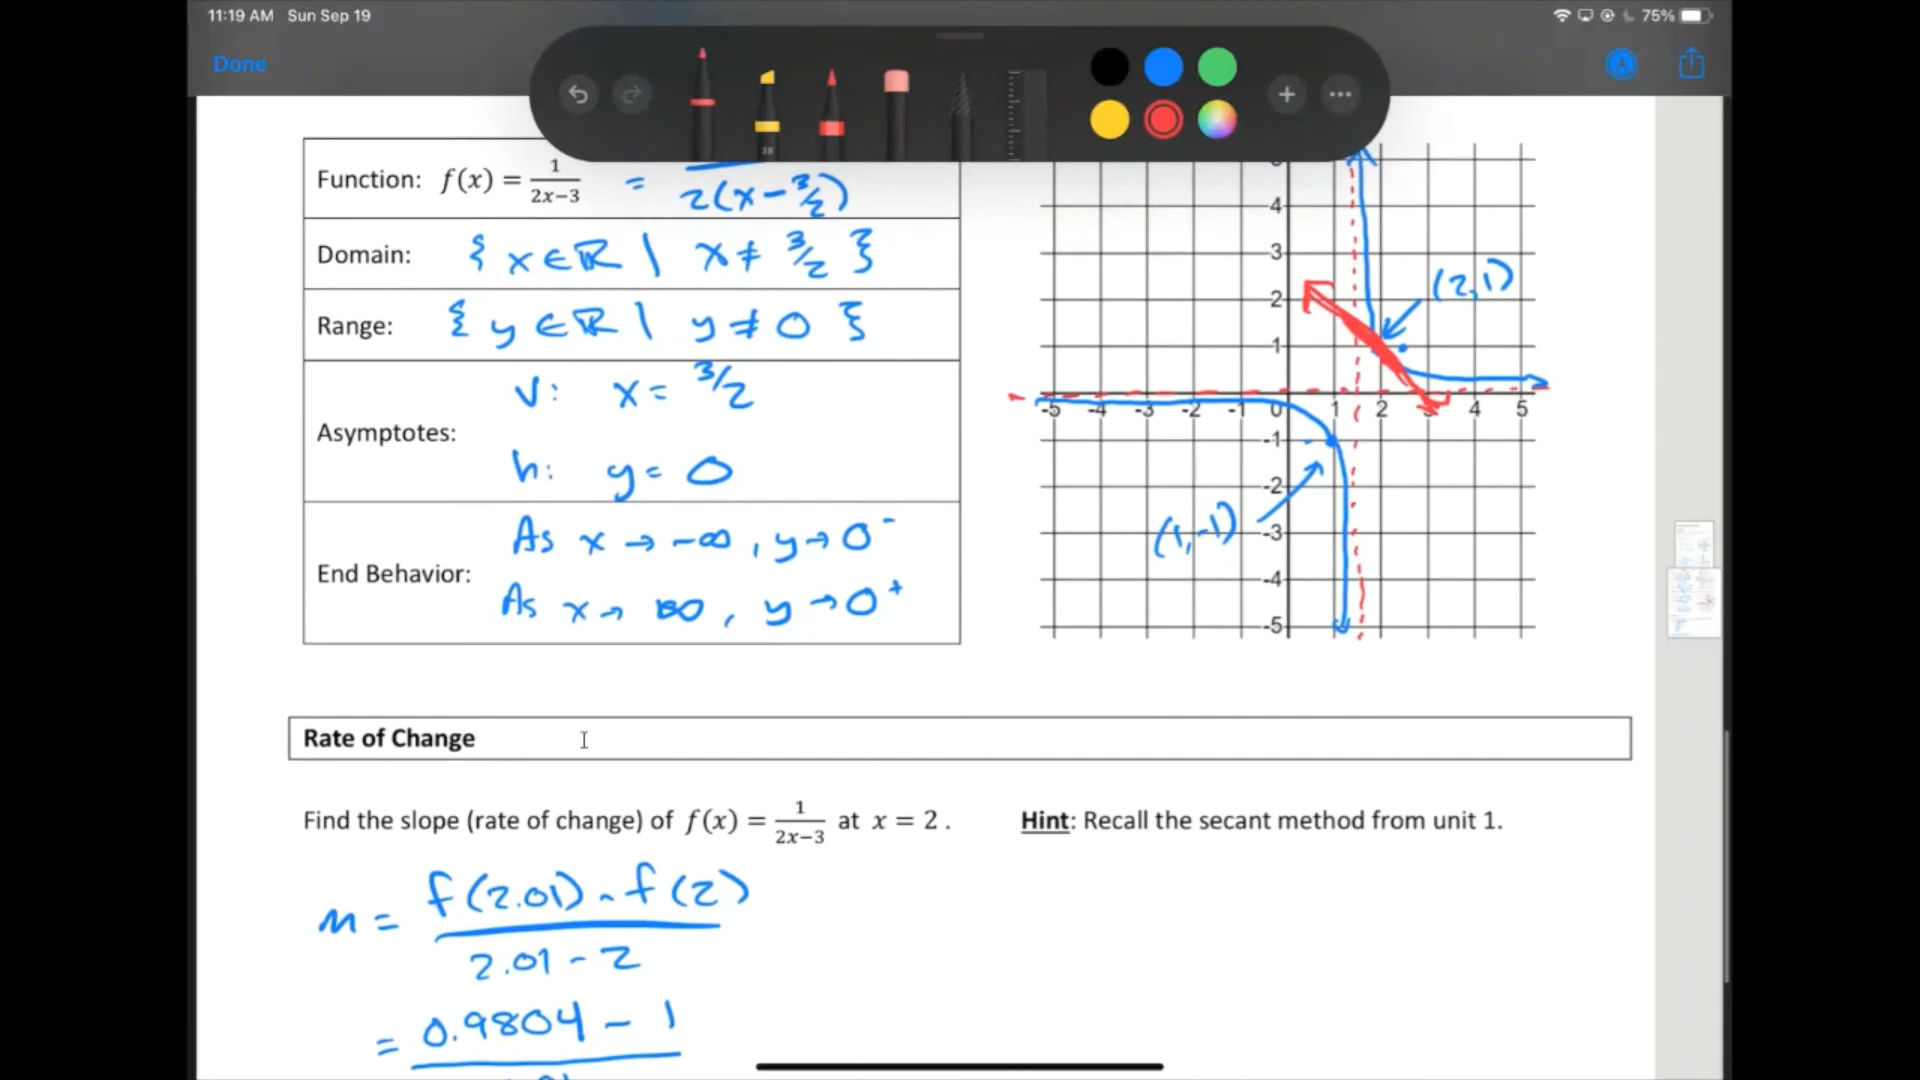 11:19 AM Sun Sep 19
75%
Done
38
Function: f(x) = 1/(2x−3) = 2(x − 3/2)
Domain: { x ∈ ℝ | x ≠ 3/2 }
Range: { y ∈ ℝ | y ≠ 0 }
V: x = 3/2
Asymptotes:
h: y = 0
As x → −∞, y → 0⁻
End Behavior:
As x → ∞, y → 0⁺
4
3
2
1
-5 -4 -3 -2 -1 0 1 2 3 4 5
-1
-2
-3
-4
-5
(2,1)
(1,-1)
Rate of Change
Find the slope (rate of change) of f(x) = 1/(2x−3) at x = 2 .
Hint: Recall the secant method from unit 1.
m = f(2.01) - f(2)
2.01 - 2
= 0.9804 - 1